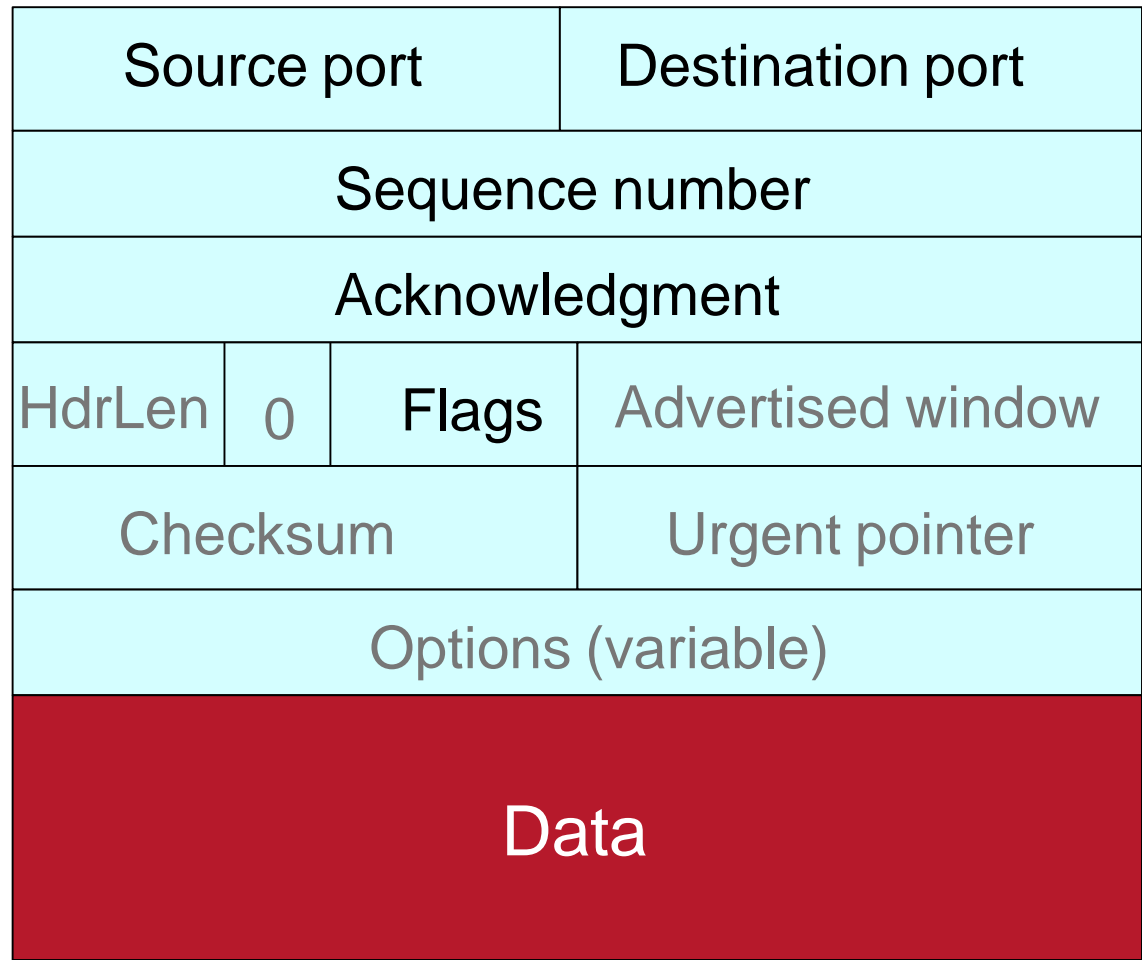 Source port Destination port
Sequence number
Acknowledgment
HdrLen 0 Flags Advertised window
Checksum Urgent pointer
Options (variable)
Data